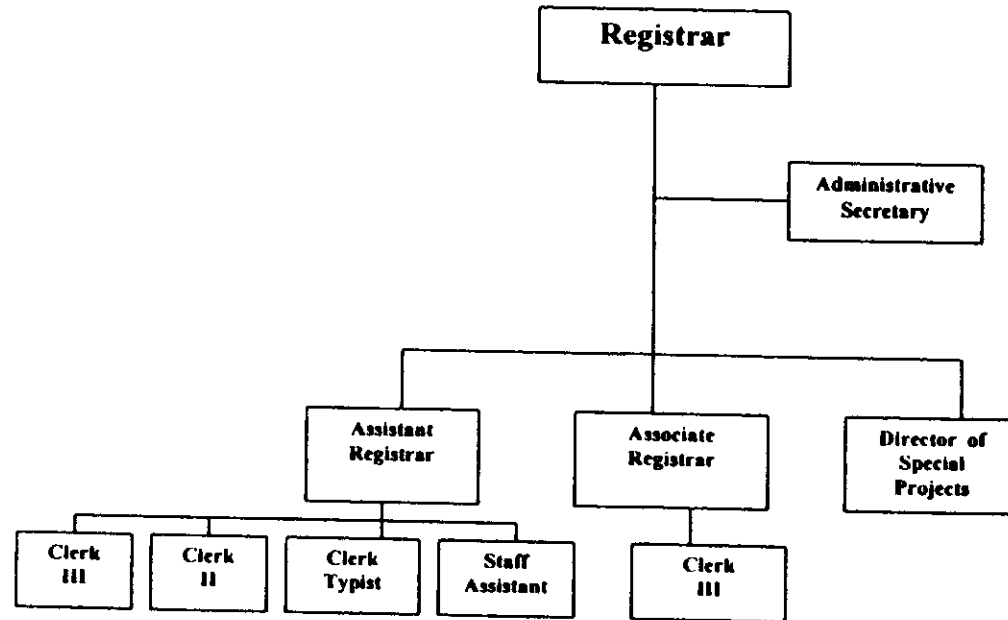 Registrar
Administrative
Secretary
Assistant
Registrar
Associate
Registrar
Director of
Special
Projects
Clerk
III
Clerk
II
Clerk
Typist
Staff
Assistant
Clerk
III